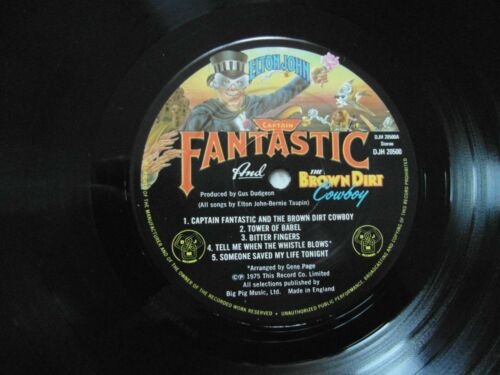 ELTON JOHN
CAPTAIN
FANTASTIC
And
THE
BROWN DIRT
Cowboy
DJH 20500A
Stereo
DJH 20500
Produced by Gus Dudgeon
(All songs by Elton John-Bernie Taupin)
1. CAPTAIN FANTASTIC AND THE BROWN DIRT COWBOY
2. TOWER OF BABEL
3. BITTER FINGERS
4. TELL ME WHEN THE WHISTLE BLOWS*
5. SOMEONE SAVED MY LIFE TONIGHT
*Arranged by Gene Page
©℗ 1975 This Record Co. Limited
All selections published by
Big Pig Music, Ltd.
Made in England
AND OF THE OWNER OF THE RECORDED WORK RESERVED • UNAUTHORIZED PUBLIC PERFORMANCE, BROADCASTING AND COPYING OF THIS RECORD PROHIBITED